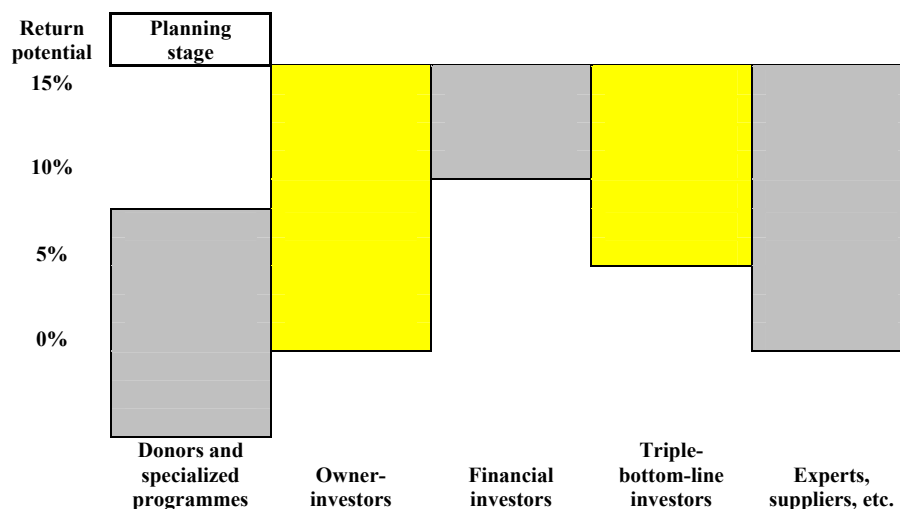 Return
potential
Planning
stage
15%
10%
5%
0%
Donors and
specialized
programmes
Owner-
investors
Financial
investors
Triple-
bottom-line
investors
Experts,
suppliers, etc.